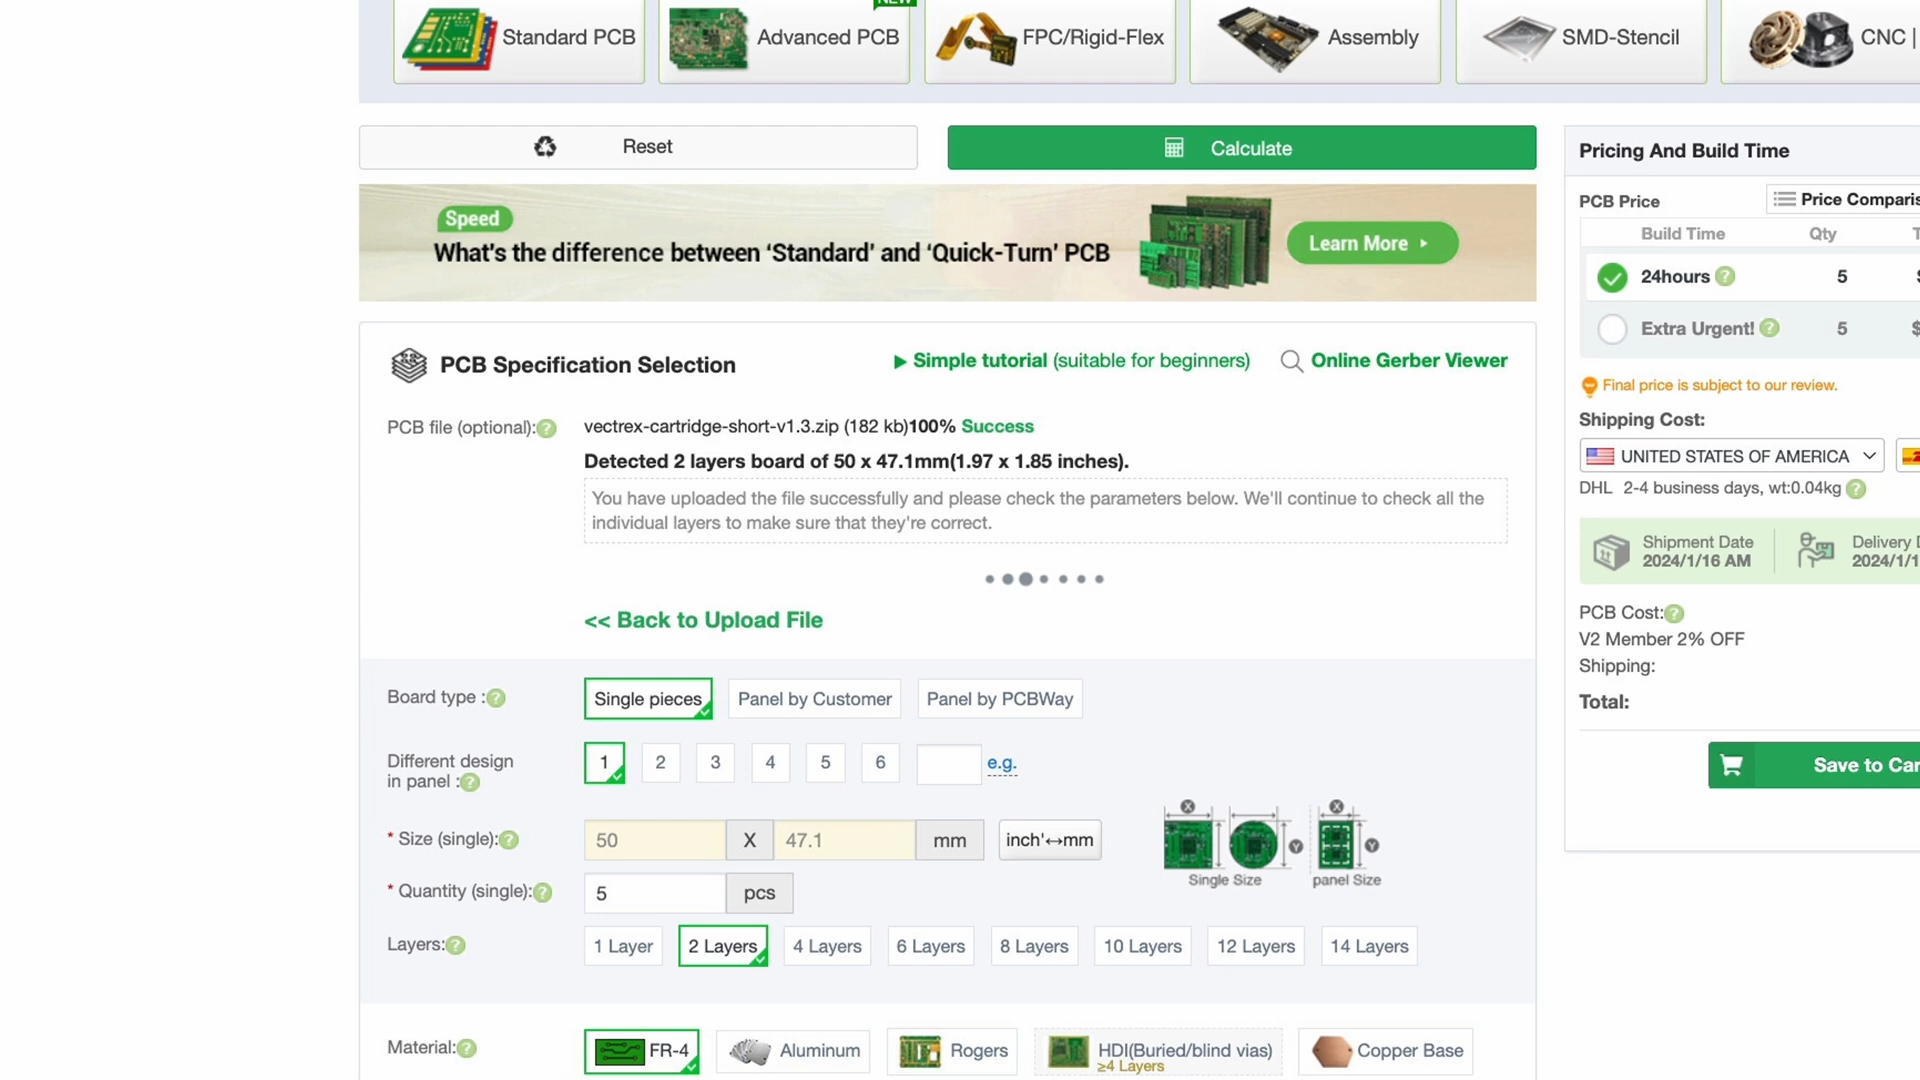 NEW
Standard PCB
Advanced PCB
FPC/Rigid-Flex
Assembly
SMD-Stencil
CNC |
Reset
Calculate
Speed
What's the difference between ‘Standard’ and ‘Quick-Turn’ PCB
Learn More
PCB Specification Selection
Simple tutorial (suitable for beginners)
Online Gerber Viewer
PCB file (optional):?
vectrex-cartridge-short-v1.3.zip (182 kb)100% Success
Detected 2 layers board of 50 x 47.1mm(1.97 x 1.85 inches).
You have uploaded the file successfully and please check the parameters below. We'll continue to check all the
individual layers to make sure that they're correct.
<< Back to Upload File
Board type :?
Single pieces
Panel by Customer
Panel by PCBWay
Different design
in panel :?
1
2
3
4
5
6
e.g.
* Size (single):?
50
X
47.1
mm
inch'↔mm
X
Y
Single Size
X
Y
panel Size
* Quantity (single):?
5
pcs
Layers:?
1 Layer
2 Layers
4 Layers
6 Layers
8 Layers
10 Layers
12 Layers
14 Layers
Material:?
FR-4
Aluminum
Rogers
HDI(Buried/blind vias)
≥4 Layers
Copper Base
Pricing And Build Time
PCB Price
Price Comparis
Build Time
Qty
T
24hours ?
5
$
Extra Urgent! ?
5
$
Final price is subject to our review.
Shipping Cost:
UNITED STATES OF AMERICA
DHL 2-4 business days, wt:0.04kg ?
Shipment Date
2024/1/16 AM
Delivery D
2024/1/1
PCB Cost:?
V2 Member 2% OFF
Shipping:
Total:
Save to Car